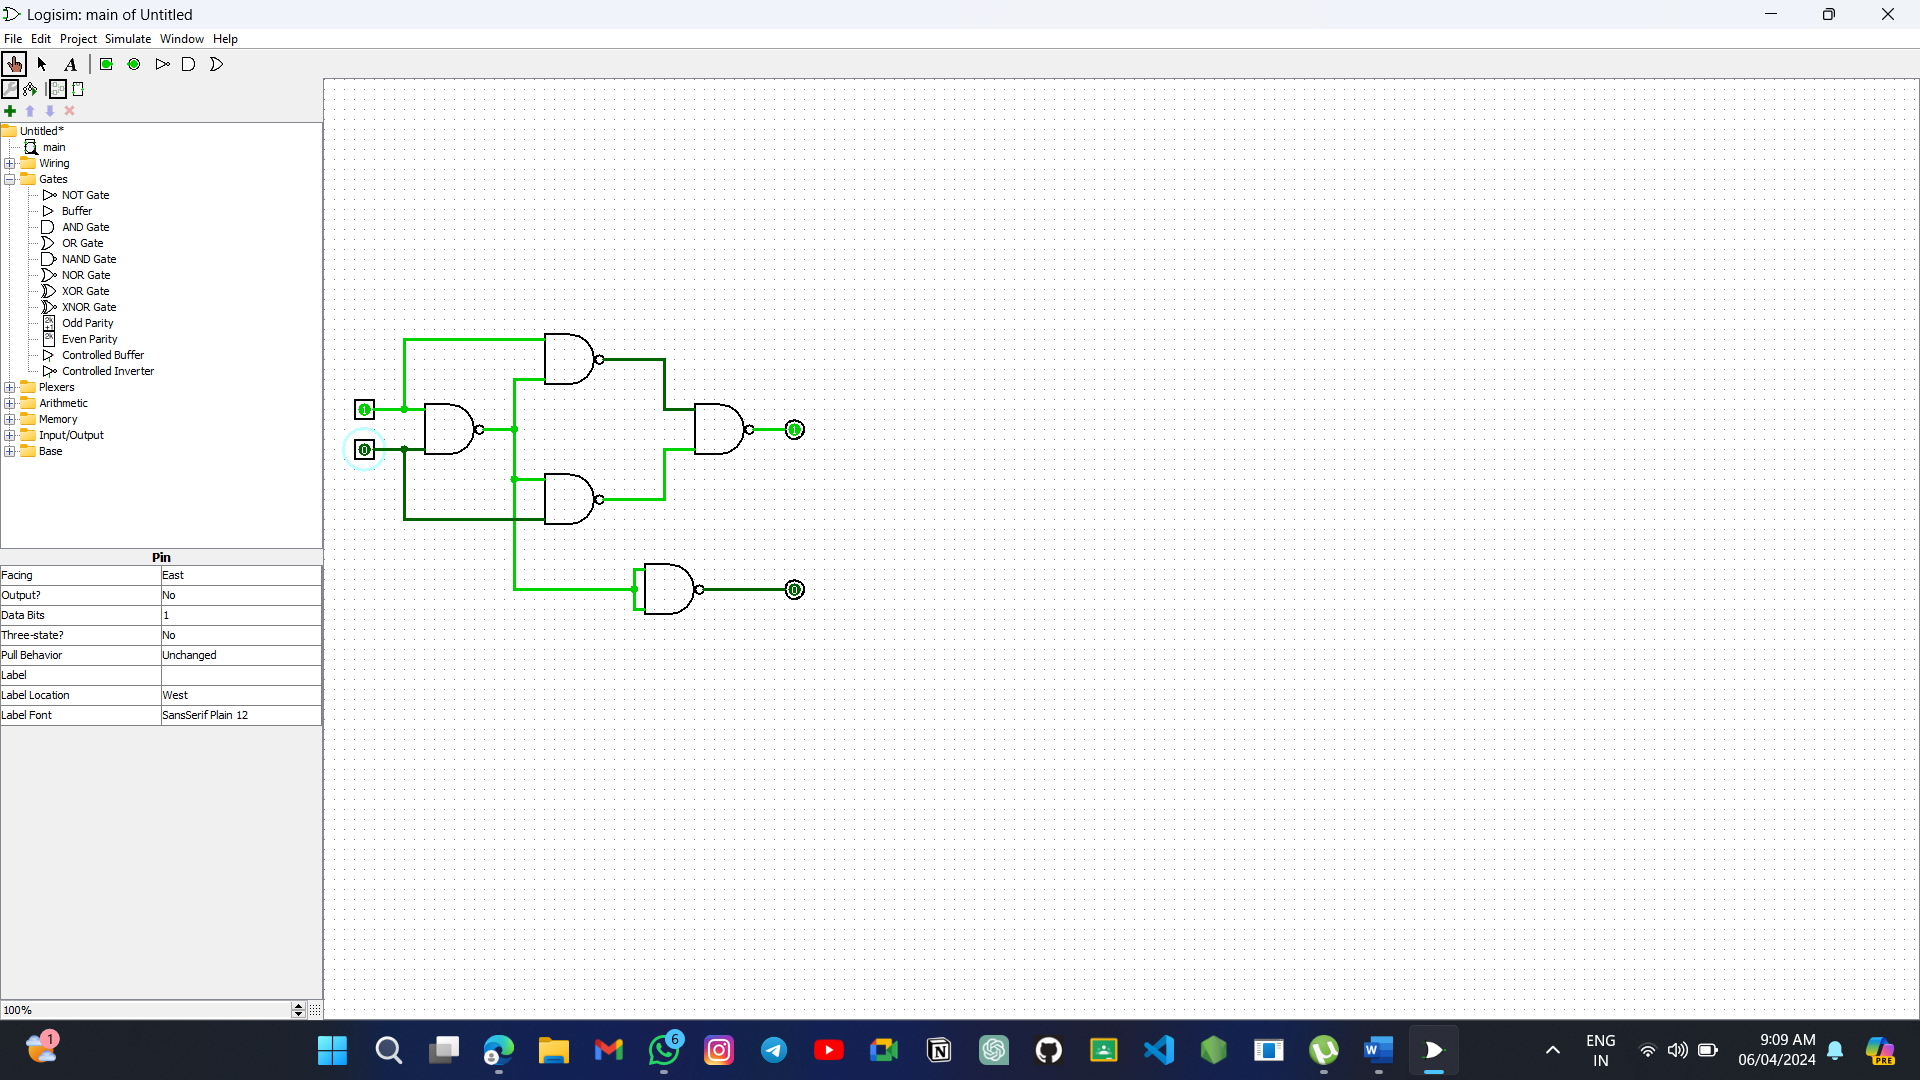 Logisim: main of Untitled
File Edit Project Simulate Window Help
A
Untitled*
main
Wiring
Gates
NOT Gate
Buffer
AND Gate
OR Gate
NAND Gate
NOR Gate
XOR Gate
XNOR Gate
Odd Parity
Even Parity
Controlled Buffer
Controlled Inverter
Plexers
Arithmetic
Memory
Input/Output
Base
1
0
1
0
Pin
Facing East
Output? No
Data Bits 1
Three-state? No
Pull Behavior Unchanged
Label
Label Location West
Label Font SansSerif Plain 12
100%
1
6
ENG
IN
9:09 AM
06/04/2024
PRE